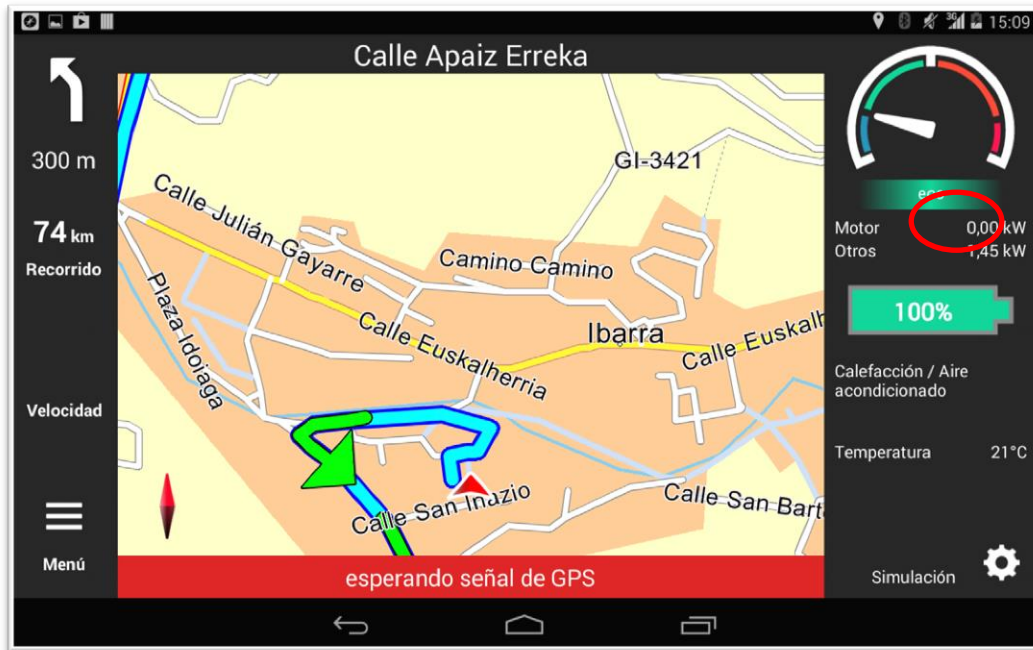 3G 15:09
Calle Apaiz Erreka
300 m
74 km
Recorrido
Velocidad
Menú
GI-3421
Calle Julián Gayarre
Camino Camino
Plaza Idoiaga
Calle Euskalherria
Ibarra
Calle Euskalh
Calle San Inazio
Calle San Bart
esperando señal de GPS
eco
Motor 0,00 kW
Otros 1,45 kW
100%
Calefacción / Aire
acondicionado
Temperatura 21°C
Simulación